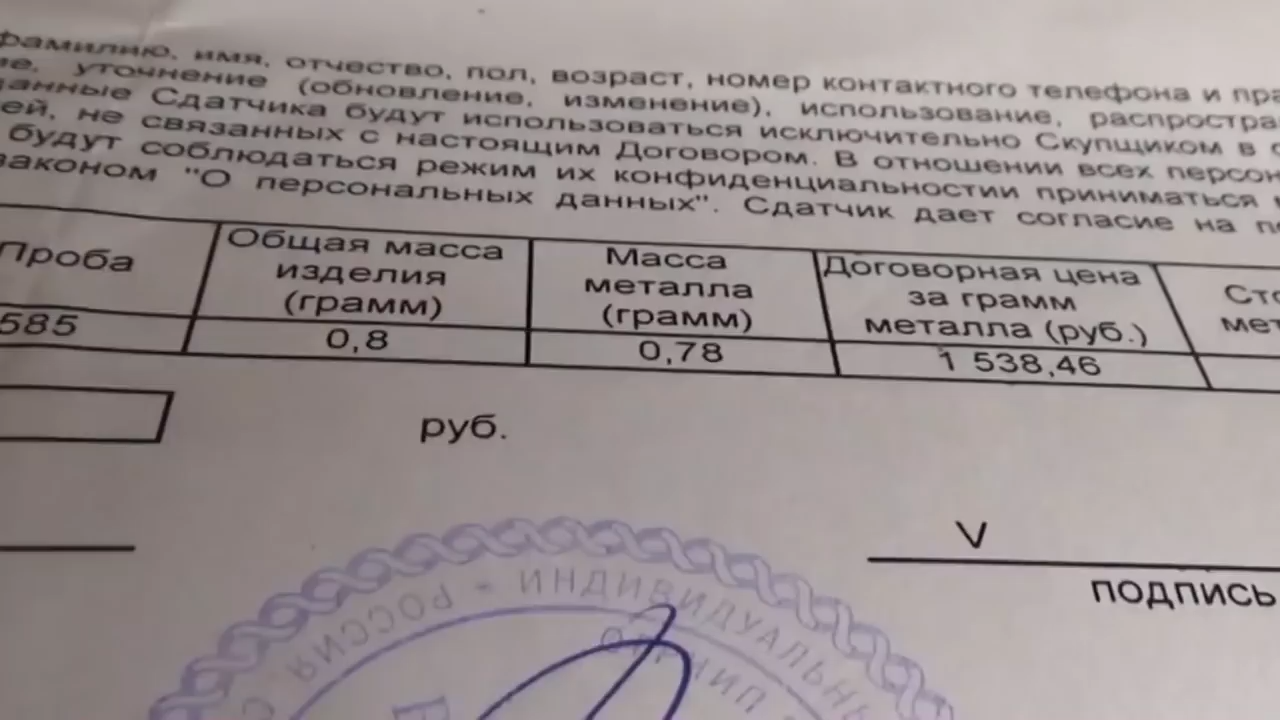 фамилию, имя, отчество, пол, возраст, номер контактного телефона и
уточнение (обновление, изменение), использование,
данные Сдатчика будут использоваться исключительно Скупщиком в
не связанных с настоящим Договором. В отношении всех
будут соблюдаться режим их конфиденциальностии приниматься
законом "О персональных данных". Сдатчик дает согласие на
Проба
Общая масса изделия (грамм)
Масса металла (грамм)
Договорная цена за грамм металла (руб.)
585
0,8
0,78
1 538,46
руб.
V
подпись
РОССИЯ - ИНДИВИДУАЛЬН